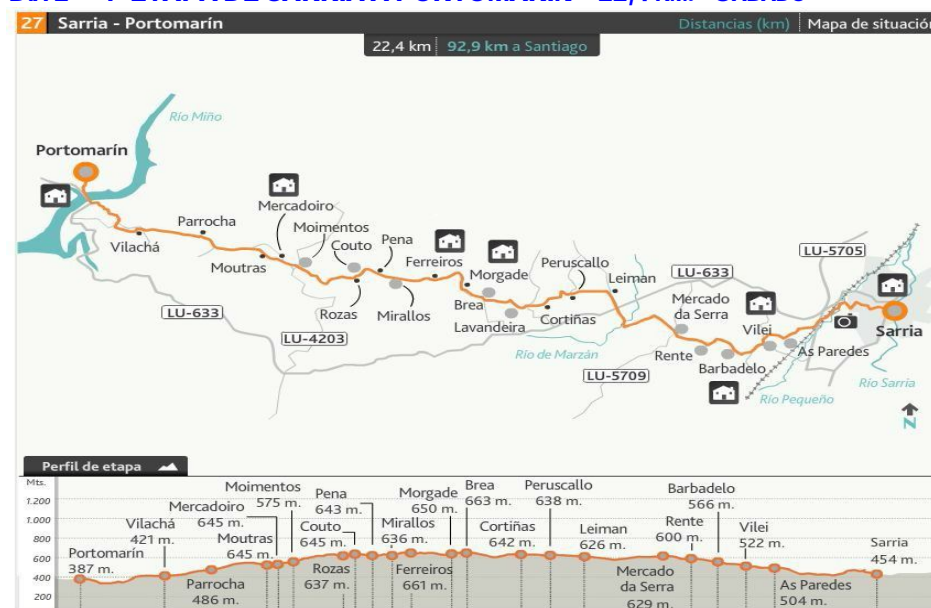 27 Sarria - Portomarín
Distancias (km) Mapa de situación
22,4 km 92,9 km a Santiago
Río Miño
Portomarín
Mercadoiro
Parrocha
Moimentos
Couto
Pena
Vilachá
Moutras
Ferreiros
Morgade
Peruscallo
Leiman
LU-5705
LU-633
Mercado
da Serra
Brea
Vilei
LU-633
Rozas
Mirallos
Lavandeira
Cortiñas
Sarria
LU-4203
Río de Marzán
Rente
As Paredes
Barbadelo
LU-5709
Río Sarria
Río Pequeño
N
Perfil de etapa
Mts.
1.200
1.000
800
600
400
200
Portomarín
387 m.
Vilachá
421 m.
Parrocha
486 m.
Moutras
645 m.
Mercadoiro
645 m.
Moimentos
575 m.
Rozas
637 m.
Couto
645 m.
Pena
643 m.
Mirallos
636 m.
Ferreiros
661 m.
Morgade
650 m.
Brea
663 m.
Cortiñas
642 m.
Peruscallo
638 m.
Leiman
626 m.
Mercado
da Serra
629 m.
Rente
600 m.
Barbadelo
566 m.
Vilei
522 m.
As Paredes
504 m.
Sarria
454 m.